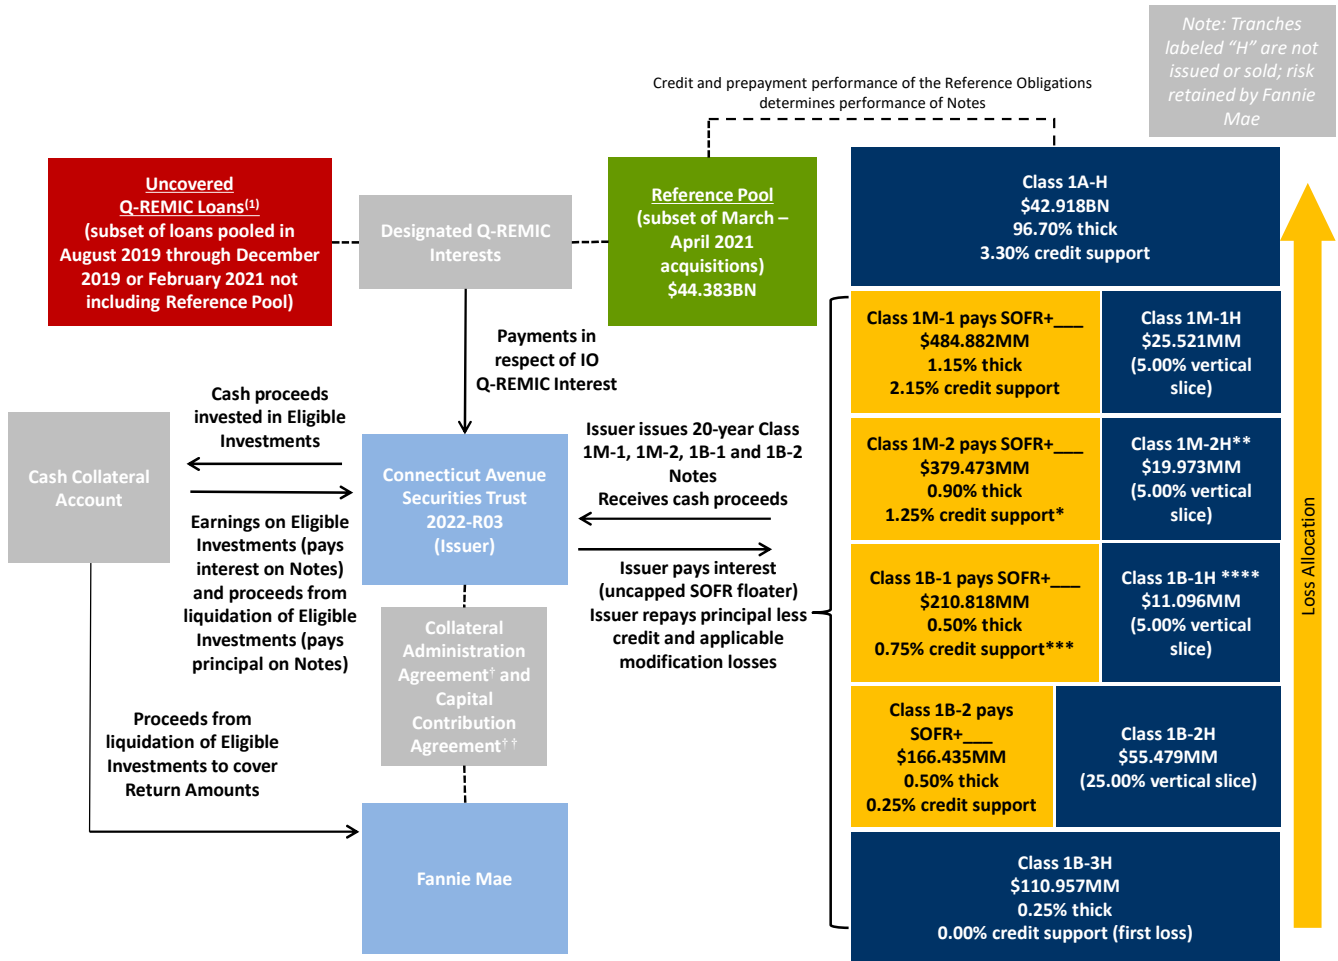 Note: Tranches
labeled “H” are not
issued or sold; risk
retained by Fannie
Mae
Credit and prepayment performance of the Reference Obligations
determines performance of Notes
Uncovered
Q-REMIC Loans(1)
(subset of loans pooled in
August 2019 through December
2019 or February 2021 not
including Reference Pool)
Designated Q-REMIC
Interests
Reference Pool
(subset of March –
April 2021
acquisitions)
$44.383BN
Class 1A-H
$42.918BN
96.70% thick
3.30% credit support
Payments in
respect of IO
Q-REMIC Interest
Class 1M-1 pays SOFR+___
$484.882MM
1.15% thick
2.15% credit support
Class 1M-1H
$25.521MM
(5.00% vertical
slice)
Cash proceeds
invested in Eligible
Investments
Issuer issues 20-year Class
1M-1, 1M-2, 1B-1 and 1B-2
Notes
Receives cash proceeds
Cash Collateral
Account
Connecticut Avenue
Securities Trust
2022-R03
(Issuer)
Class 1M-2 pays SOFR+___
$379.473MM
0.90% thick
1.25% credit support*
Class 1M-2H**
$19.973MM
(5.00% vertical
slice)
Earnings on Eligible
Investments (pays
interest on Notes)
and proceeds from
liquidation of Eligible
Investments (pays
principal on Notes)
Issuer pays interest
(uncapped SOFR floater)
Issuer repays principal less
credit and applicable
modification losses
Class 1B-1 pays SOFR+___
$210.818MM
0.50% thick
0.75% credit support***
Class 1B-1H ****
$11.096MM
(5.00% vertical
slice)
Loss Allocation
Collateral
Administration
Agreement† and
Capital
Contribution
Agreement† †
Proceeds from
liquidation of Eligible
Investments to cover
Return Amounts
Class 1B-2 pays
SOFR+___
$166.435MM
0.50% thick
0.25% credit support
Class 1B-2H
$55.479MM
(25.00% vertical slice)
Fannie Mae
Class 1B-3H
$110.957MM
0.25% thick
0.00% credit support (first loss)